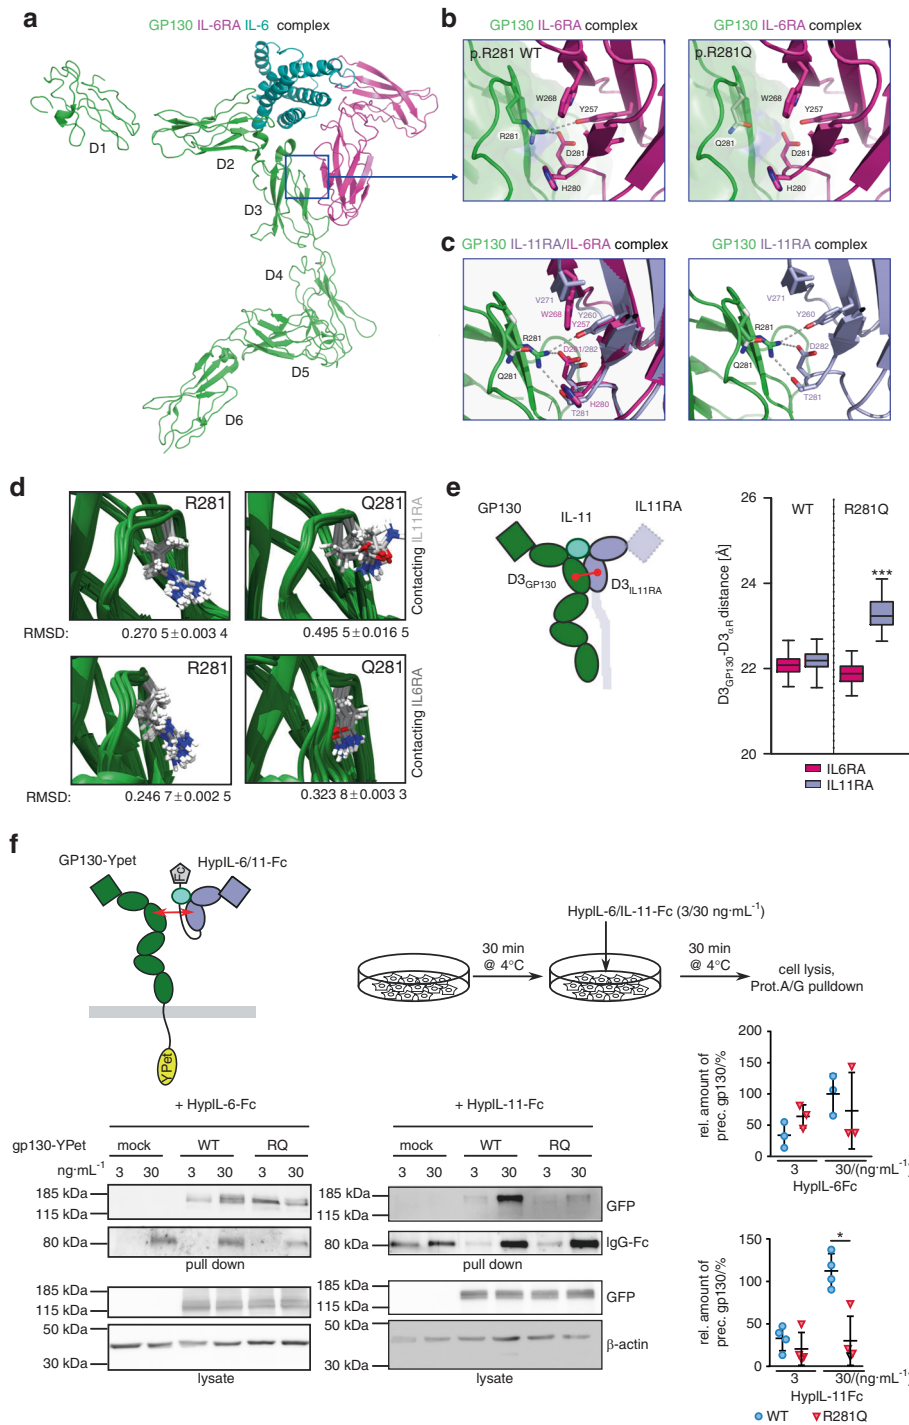 a
GP130 IL-6RA IL-6 complex
D1
D2
D3
D4
D5
D6
b
GP130 IL-6RA complex
p.R281 WT
W268
Y257
R281
D281
H280
GP130 IL-6RA complex
p.R281Q
W268
Y257
Q281
D281
H280
c
GP130 IL-11RA/IL-6RA complex
V271
W268
Y260
Y257
R281
D281/282
Q281
H280
T281
GP130 IL-11RA complex
V271
Y260
R281
D282
Q281
T281
d
R281
Q281
Contacting IL11RA
RMSD:
0.270 5±0.003 4
0.495 5±0.016 5
R281
Q281
Contacting IL6RA
RMSD:
0.246 7±0.002 5
0.323 8±0.003 3
e
GP130
IL-11
IL11RA
D3GP130
D3IL11RA
D3GP130-D3αR distance [Å]
26
24
22
20
WT
R281Q
***
IL6RA
IL11RA
f
GP130-Ypet
HypIL-6/11-Fc
Fc
YPet
HypIL-6/IL-11-Fc (3/30 ng·mL-1)
30 min
@ 4°C
30 min
@ 4°C
cell lysis,
Prot.A/G pulldown
+ HypIL-6-Fc
+ HypIL-11-Fc
gp130-YPet
mock WT RQ
mock WT RQ
ng·mL-1
3 30 3 30 3 30
3 30 3 30 3 30
185 kDa
115 kDa
185 kDa
115 kDa
GFP
80 kDa
80 kDa
IgG-Fc
pull down
pull down
185 kDa
115 kDa
185 kDa
115 kDa
GFP
50 kDa
30 kDa
50 kDa
30 kDa
β-actin
lysate
lysate
rel. amount of
prec. gp130/%
200
150
100
50
0
3
30/(ng·mL-1)
HypIL-6Fc
rel. amount of
prec. gp130/%
150
100
50
0
*
3
30/(ng·mL-1)
HypIL-11Fc
WT R281Q